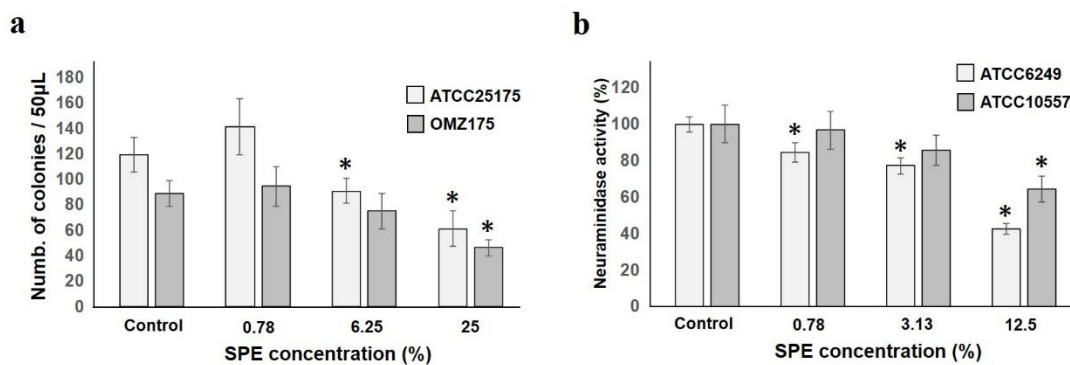 a
Numb. of colonies / 50μL
180
160
140
120
100
80
60
40
20
0
ATCC25175
OMZ175
*
*
*
Control
0.78
6.25
25
SPE concentration (%)
b
Neuraminidase activity (%)
120
100
80
60
40
20
0
ATCC6249
ATCC10557
*
*
*
*
Control
0.78
3.13
12.5
SPE concentration (%)